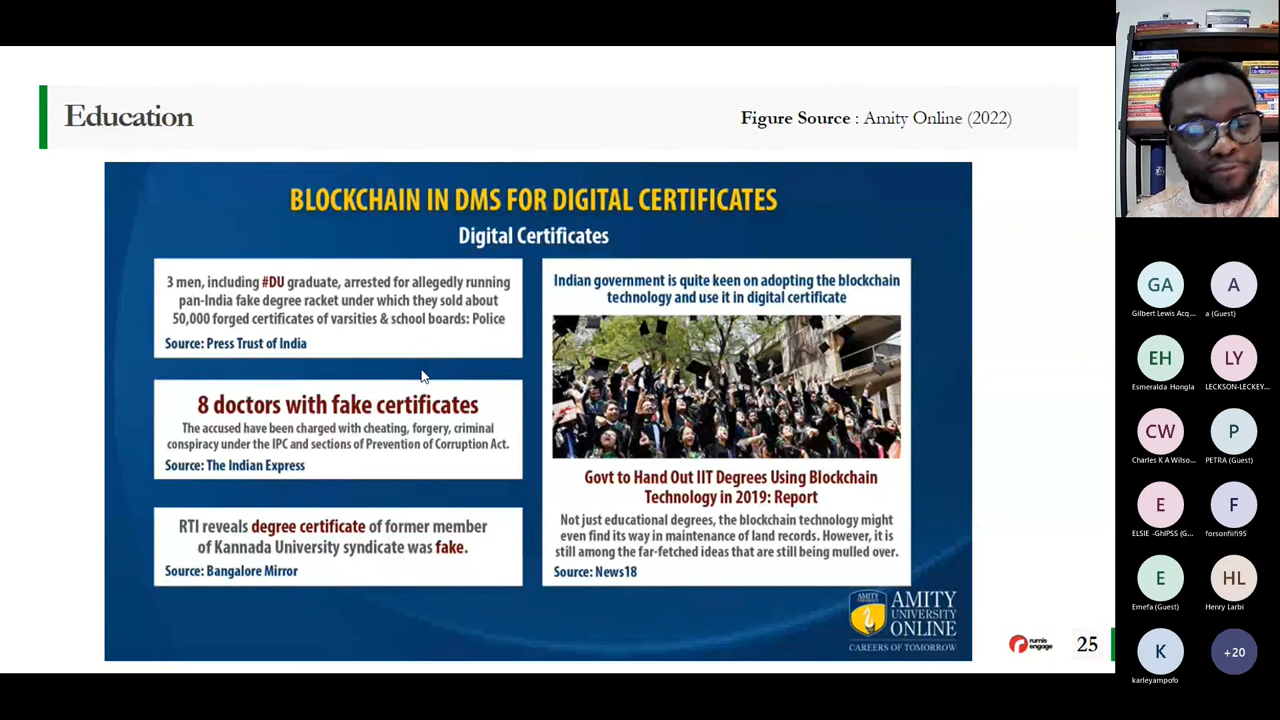 Education
Figure Source : Amity Online (2022)
BLOCKCHAIN IN DMS FOR DIGITAL CERTIFICATES
Digital Certificates
3 men, including #DU graduate, arrested for allegedly running
pan-India fake degree racket under which they sold about
50,000 forged certificates of varsities & school boards: Police
Source: Press Trust of India
8 doctors with fake certificates
The accused have been charged with cheating, forgery, criminal
conspiracy under the IPC and sections of Prevention of Corruption Act.
Source: The Indian Express
RTI reveals degree certificate of former member
of Kannada University syndicate was fake.
Source: Bangalore Mirror
Indian government is quite keen on adopting the blockchain
technology and use it in digital certificate
Govt to Hand Out IIT Degrees Using Blockchain
Technology in 2019: Report
Not just educational degrees, the blockchain technology might
even find its way in maintenance of land records. However, it is
still among the far-fetched ideas that are still being mulled over.
Source: News18
AMITY
UNIVERSITY
AMITY
UNIVERSITY
ONLINE
CAREERS OF TOMORROW
rumis
engage
25
GA
Gilbert Lewis Acq...
A
a (Guest)
EH
Esmeralda Hongla
LY
LECKSON-LECKEY...
CW
Charles K A Wilso...
P
PETRA (Guest)
E
ELSIE -GhIPSS (G...
F
forsonfiifi95
E
Emefa (Guest)
HL
Henry Larbi
K
karleyampofo
+20